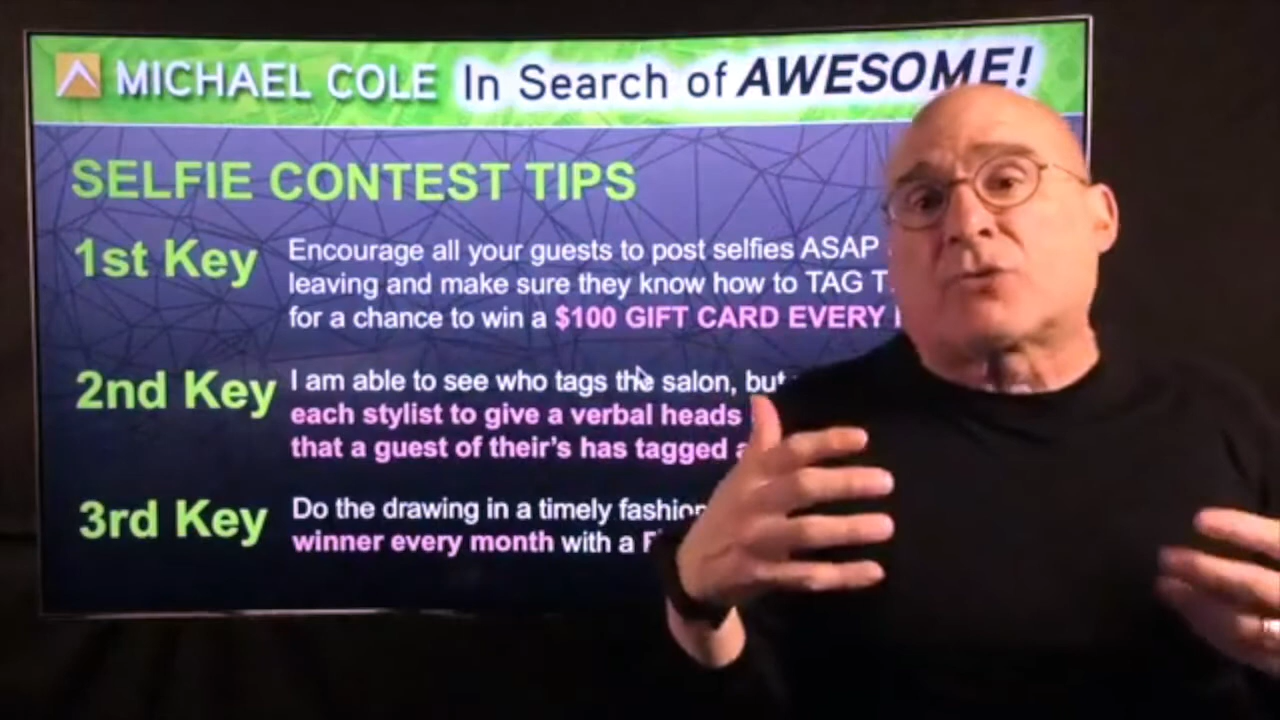 MICHAEL COLE In Search of AWESOME!
SELFIE CONTEST TIPS
1st Key
Encourage all your guests to post selfies ASAP
leaving and make sure they know how to TAG T
for a chance to win a $100 GIFT CARD EVERY
2nd Key
I am able to see who tags the salon, but
each stylist to give a verbal heads
that a guest of their's has tagged
3rd Key
Do the drawing in a timely fashion
winner every month with a